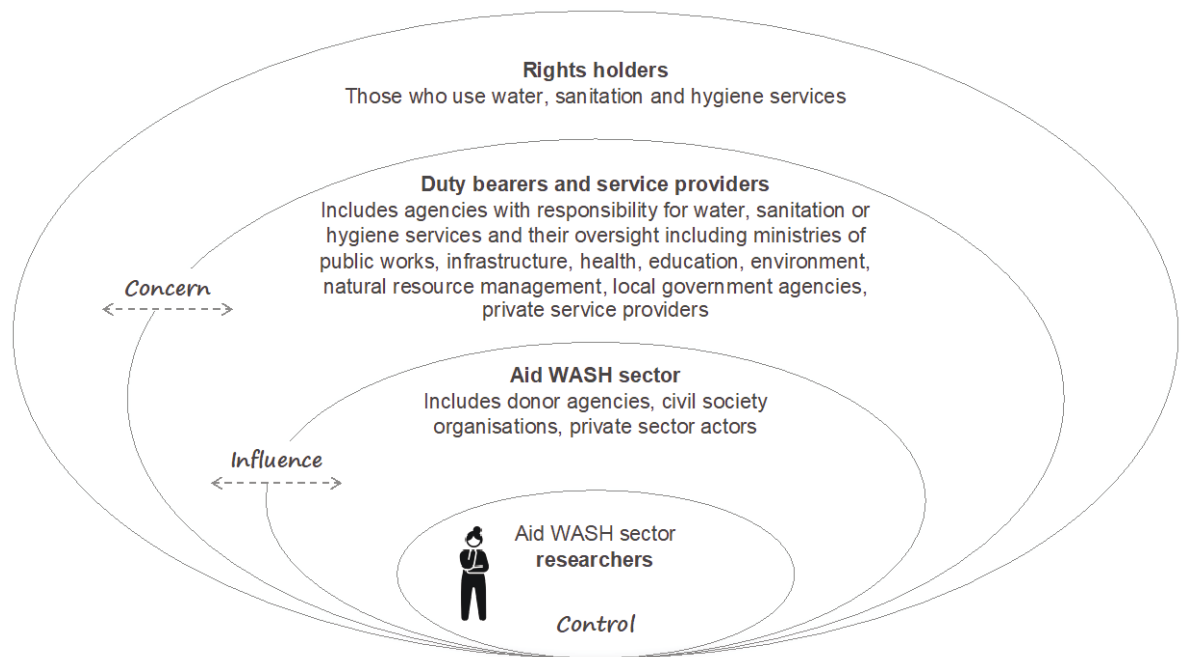 Rights holders
Those who use water, sanitation and hygiene services
Duty bearers and service providers
Includes agencies with responsibility for water, sanitation or
hygiene services and their oversight including ministries of
public works, infrastructure, health, education, environment,
natural resource management, local government agencies,
private service providers
Concern
Aid WASH sector
Includes donor agencies, civil society
organisations, private sector actors
Influence
Aid WASH sector
researchers
Control